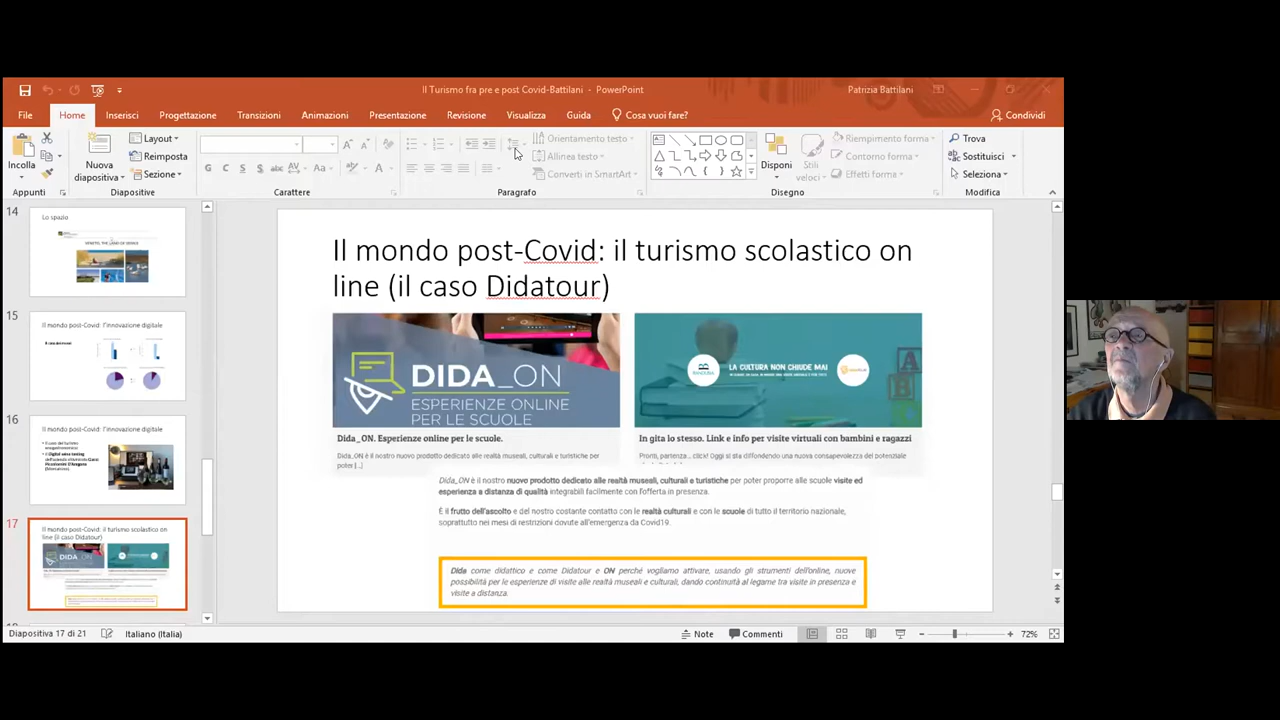 Il Turismo fra pre e post Covid-Battilani - PowerPoint
Patrizia Battilani
File
Home
Inserisci
Progettazione
Transizioni
Animazioni
Presentazione
Revisione
Visualizza
Guida
Cosa vuoi fare?
Condividi
Incolla
Nuova
diapositiva
Layout
Reimposta
Sezione
Orientamento testo
Allinea testo
Converti in SmartArt
Disponi
Stili
veloci
Riempimento forma
Contorno forma
Effetti forma
Trova
Sostituisci
Seleziona
Appunti
Diapositive
Carattere
Paragrafo
Disegno
Modifica
14
Lo spazio
VENETO, THE LAND OF VENICE
15
Il mondo post-Covid: l'innovazione digitale
16
Il mondo post-Covid: l'innovazione digitale
17
Il mondo post-Covid: il turismo scolastico on
line (il caso Didatour)
Il mondo post-Covid: il turismo scolastico on
line (il caso Didatour)
DIDA_ON
ESPERIENZE ONLINE
PER LE SCUOLE
LA CULTURA NON CHIUDE MAI
Dida_ON. Esperienze online per le scuole.
Dida_ON è il nostro nuovo prodotto dedicato alle realtà museali, culturali e turistiche per
poter [...]
In gita lo stesso. Link e info per visite virtuali con bambini e ragazzi
Pronti, partenza... click! Oggi si sta diffondendo una nuova consapevolezza del potenziale
Dida_ON è il nostro nuovo prodotto dedicato alle realtà museali, culturali e turistiche per poter proporre alle scuole visite ed
esperienze a distanza di qualità integrabili facilmente con l'offerta in presenza.
È il frutto dell'ascolto e del nostro costante contatto con le realtà culturali e con le scuole di tutto il territorio nazionale,
soprattutto nei mesi di restrizioni dovute all'emergenza da Covid19.
Dida come didattico e come Didatour e ON perché vogliamo attivare, usando gli strumenti dell'online, nuove
possibilità per le esperienze di visite alle realtà museali e culturali, dando continuità al legame tra visite in presenza e
visite a distanza.
Diapositiva 17 di 21
Italiano (Italia)
Note
Commenti
72%